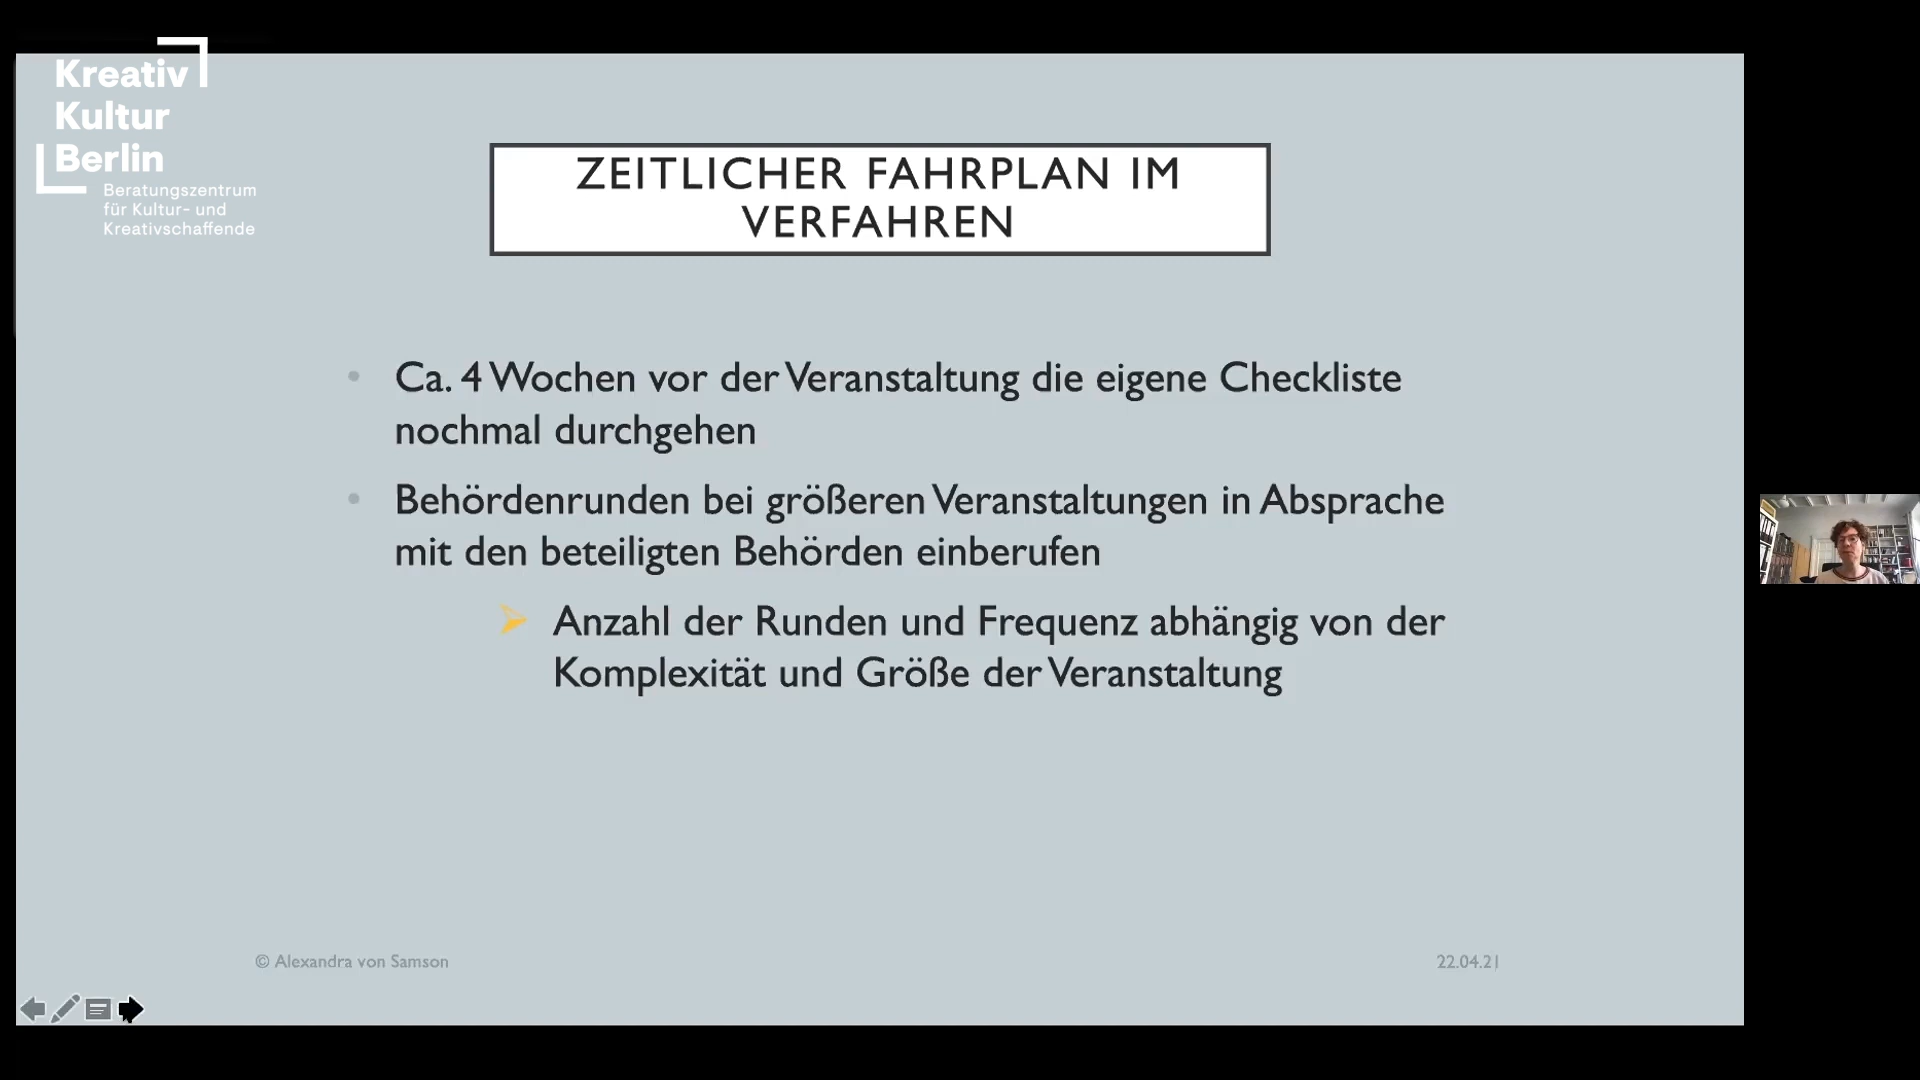 Kreativ
Kultur
Berlin
Beratungszentrum
für Kultur- und
Kreativschaffende
ZEITLICHER FAHRPLAN IM
VERFAHREN
Ca. 4 Wochen vor der Veranstaltung die eigene Checkliste
nochmal durchgehen
Behördenrunden bei größeren Veranstaltungen in Absprache
mit den beteiligten Behörden einberufen
Anzahl der Runden und Frequenz abhängig von der
Komplexität und Größe der Veranstaltung
© Alexandra von Samson
22.04.21